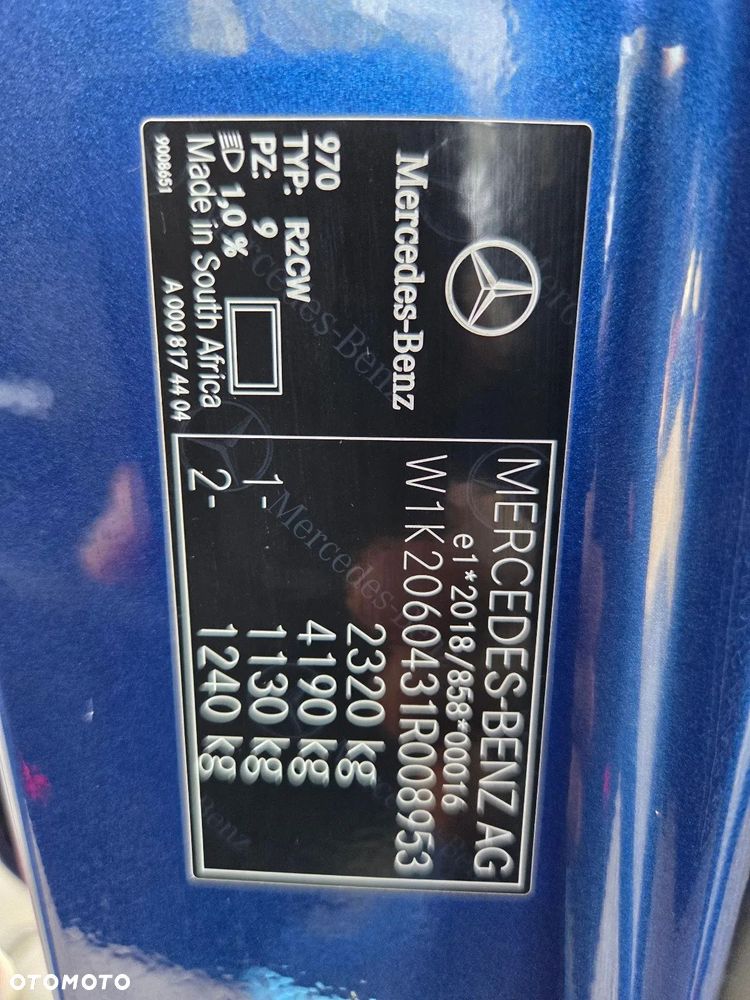 Mercedes-Benz
970
TYP: R2CW
PZ: 9
1,0 %
Made in South Africa
9008651
A 000 817 44 04
MERCEDES-BENZ AG
e1*2018/858*00016
W1K2060431R008953
2320 kg
4190 kg
1- 1130 kg
2- 1240 kg
OTOMOTO